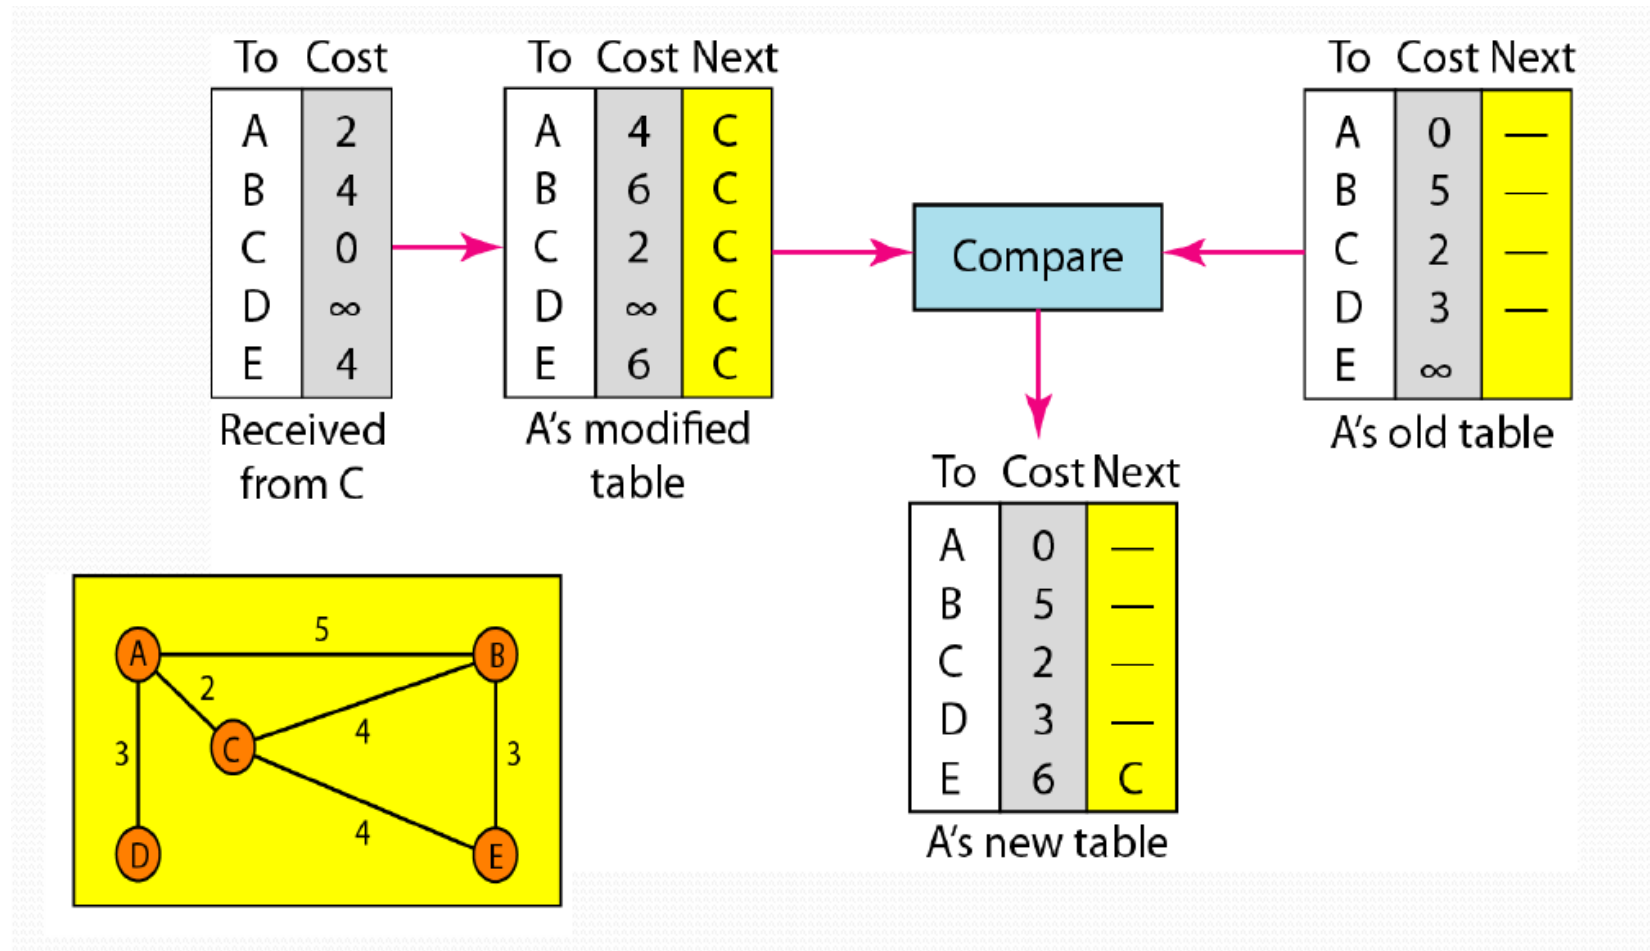 To Cost
A 2
B 4
C 0
D ∞
E 4
Received
from C
To Cost Next
A 4 C
B 6 C
C 2 C
D ∞ C
E 6 C
A's modified
table
Compare
To Cost Next
A 0 —
B 5 —
C 2 —
D 3 —
E ∞
A's old table
To Cost Next
A 0 —
B 5 —
C 2 —
D 3 —
E 6 C
A's new table
5
A B
2
4
3 C 3
4
D E